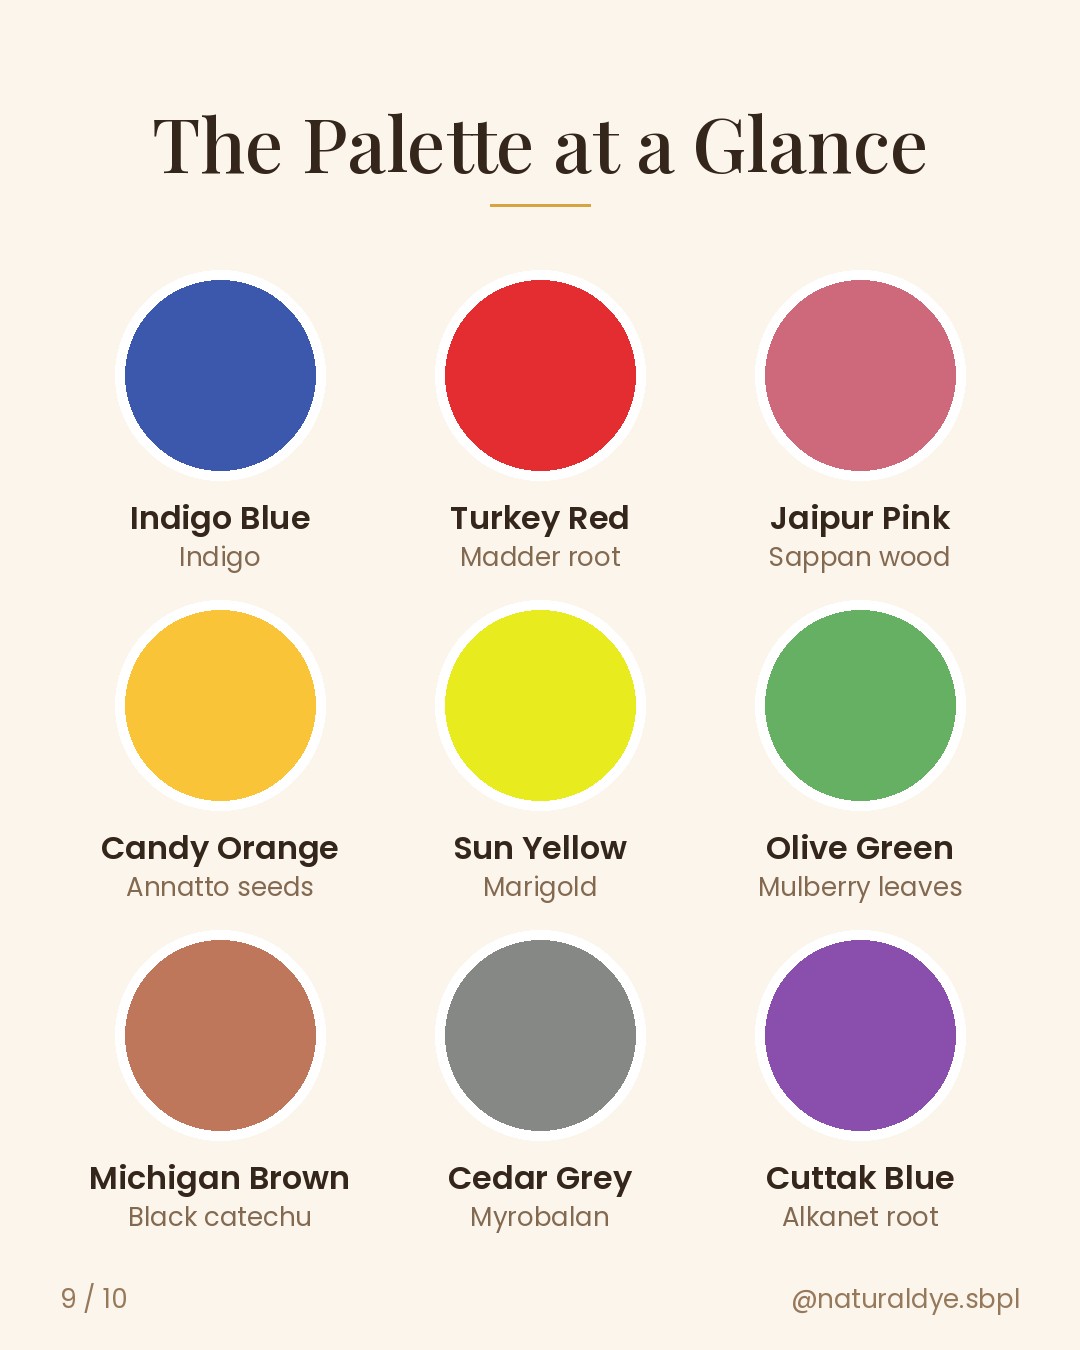 The Palette at a Glance
Indigo Blue
Indigo
Turkey Red
Madder root
Jaipur Pink
Sappan wood
Candy Orange
Annatto seeds
Sun Yellow
Marigold
Olive Green
Mulberry leaves
Michigan Brown
Black catechu
Cedar Grey
Myrobalan
Cuttak Blue
Alkanet root
9 / 10
@naturaldye.sbpl